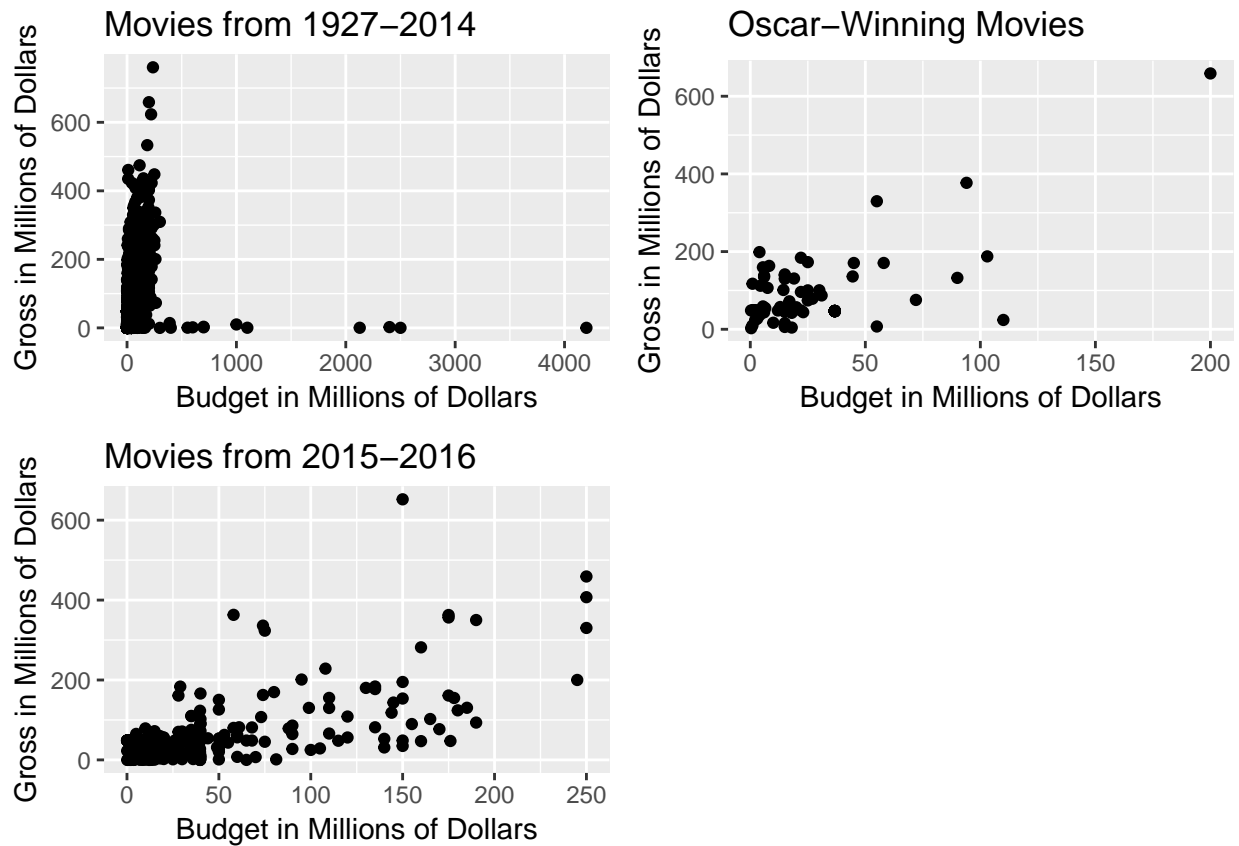 Movies from 1927–2014
Gross in Millions of Dollars
600
400
200
0
0 1000 2000 3000 4000
Budget in Millions of Dollars
Oscar–Winning Movies
Gross in Millions of Dollars
600
400
200
0
0 50 100 150 200
Budget in Millions of Dollars
Movies from 2015–2016
Gross in Millions of Dollars
600
400
200
0
0 50 100 150 200 250
Budget in Millions of Dollars